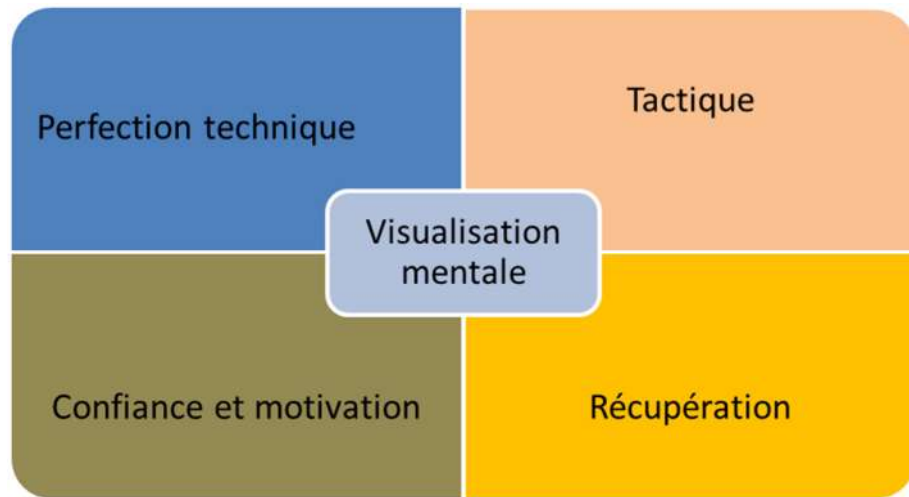 Perfection technique
Tactique
Visualisation
mentale
Confiance et motivation
Récupération